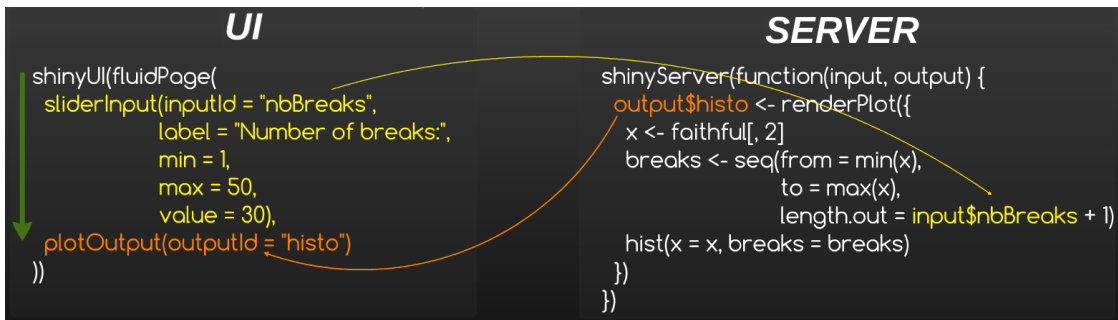 UI
shinyUI(fluidPage(
sliderInput(inputId = "nbBreaks",
label = "Number of breaks:",
min = 1,
max = 50,
value = 30),
plotOutput(outputId = "histo")
))
SERVER
shinyServer(function(input, output) {
output$histo <- renderPlot({
x <- faithful[, 2]
breaks <- seq(from = min(x),
to = max(x),
length.out = input$nbBreaks + 1)
hist(x = x, breaks = breaks)
})
})